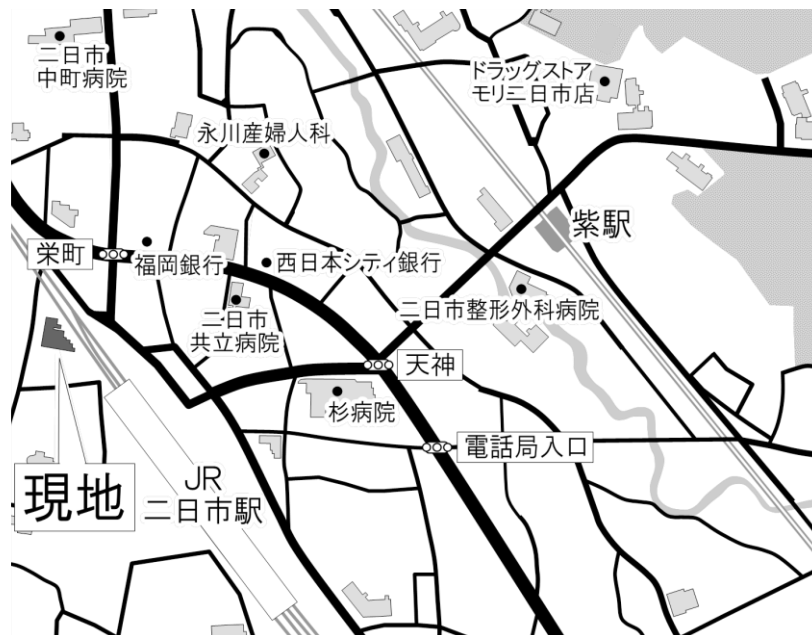 二日市
中町病院
ドラッグストア
モリ二日市店
永川産婦人科
紫駅
栄町
福岡銀行
西日本シティ銀行
二日市
共立病院
二日市整形外科病院
天神
杉病院
電話局入口
現地
JR
二日市駅